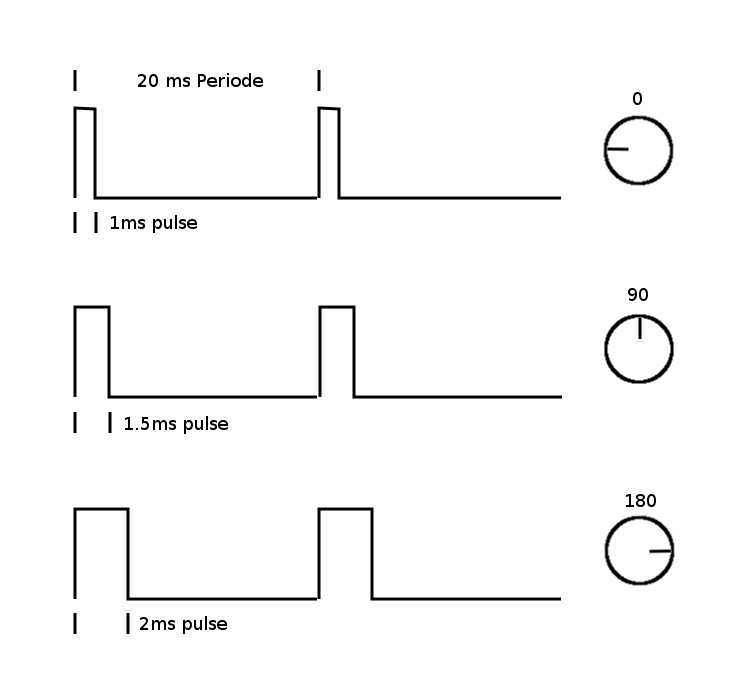 20 ms Periode
0
1ms pulse
90
1.5ms pulse
180
2ms pulse